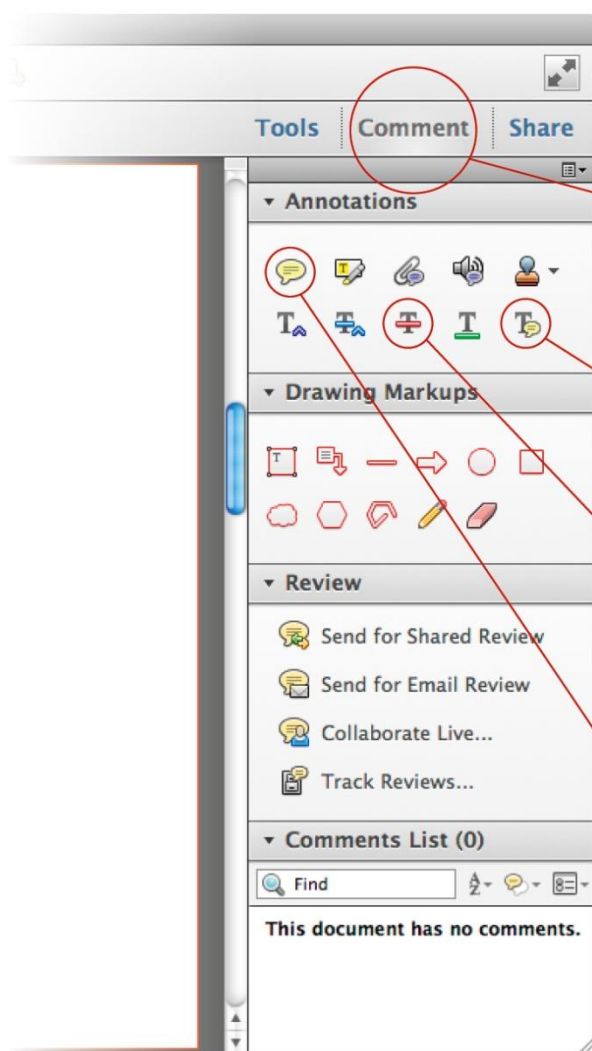 Tools Comment Share
Annotations
Drawing Markups
Review
Send for Shared Review
Send for Email Review
Collaborate Live...
Track Reviews...
Comments List (0)
Find
This document has no comments.